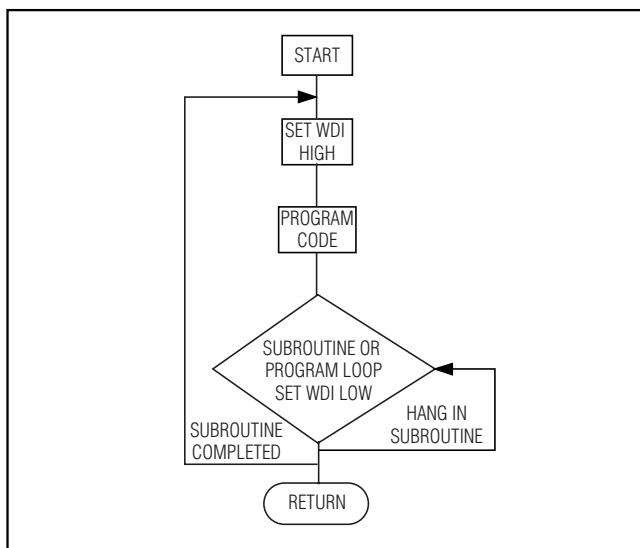 START
SET WDI
HIGH
PROGRAM
CODE
SUBROUTINE OR
PROGRAM LOOP
SET WDI LOW
HANG IN
SUBROUTINE
SUBROUTINE
COMPLETED
RETURN